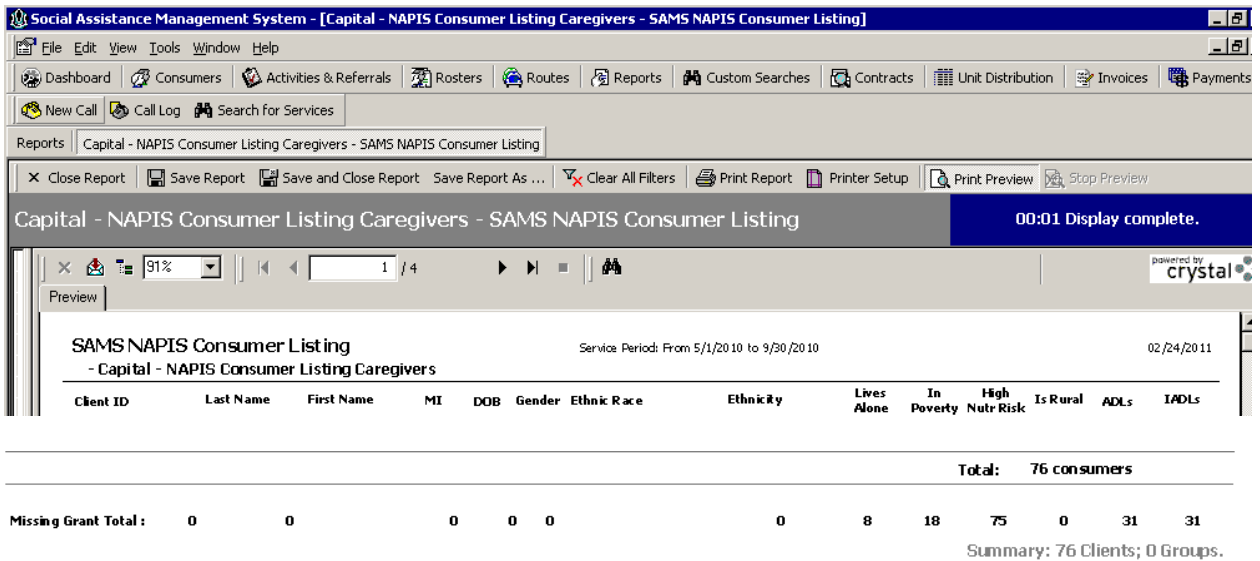 Social Assistance Management System - [Capital - NAPIS Consumer Listing Caregivers - SAMS NAPIS Consumer Listing]
File Edit View Tools Window Help
Dashboard Consumers Activities & Referrals Rosters Routes Reports Custom Searches Contracts Unit Distribution Invoices Payments
New Call Call Log Search for Services
Reports Capital - NAPIS Consumer Listing Caregivers - SAMS NAPIS Consumer Listing
Close Report Save Report Save and Close Report Save Report As ... Clear All Filters Print Report Printer Setup Print Preview Stop Preview
Capital - NAPIS Consumer Listing Caregivers - SAMS NAPIS Consumer Listing 00:01 Display complete.
91% 1 / 4 powered by crystal
Preview
SAMS NAPIS Consumer Listing Service Period: From 5/1/2010 to 9/30/2010 02/24/2011
- Capital - NAPIS Consumer Listing Caregivers
Client ID Last Name First Name MI DOB Gender Ethnic Race Ethnicity Lives Alone In Poverty High Nutr Risk Is Rural ADLs IADLs
Total: 76 consumers
Missing Grant Total : 0 0 0 0 0 0 8 18 75 0 31 31
Summary: 76 Clients; 0 Groups.